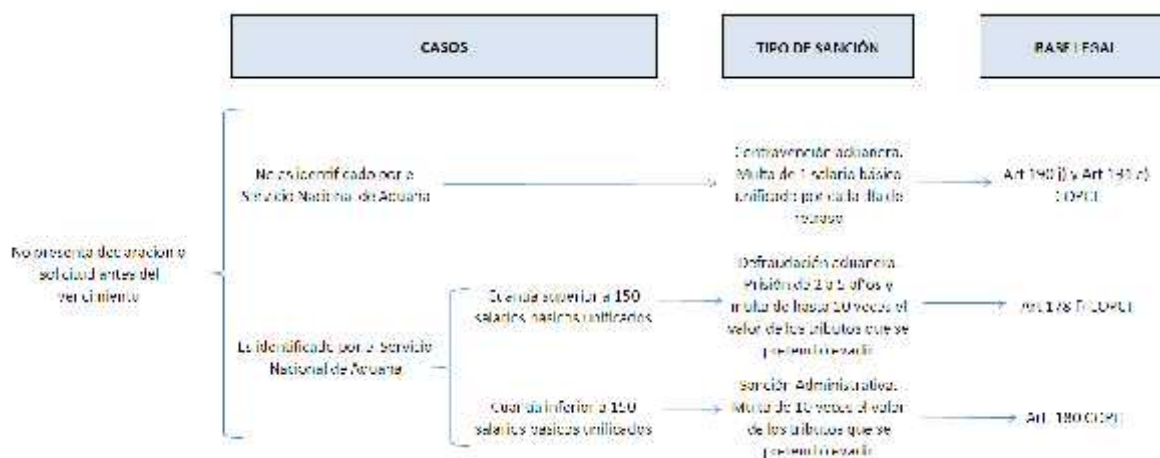 CASOS
TIPO DE SANCIÓN
BASE LEGAL
No es identificado por el
Servicio Nacional de Aduana
Contravención aduanera.
Multa de 1 salario básico
unificado por cada día de
retraso
Art 190 j) y Art 191
COPCI
No presenta declaracion o
solicitud antes del
vencimiento
Es identificado por el Servicio
Nacional de Aduana
Cuantía superior a 150
salarios básicos unificados
Defraudación aduanera.
Prisión de 2 a 5 años y
multa de hasta 10 veces el
valor de los tributos que se
pretendió evadir
Art 178 COPCI
Cuantía inferior a 150
salarios básicos unificados
Sanción Administrativa.
Multa de 10 veces el valor
de los tributos que se
pretendió evadir
Art. 180 COPCI